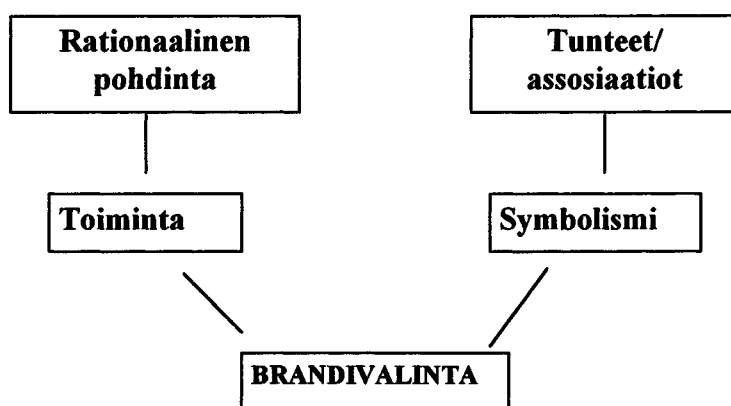 Rationaalinen
pohdinta
Tunteet/
assosiaatiot
Toiminta
Symbolismi
BRANDIVALINTA